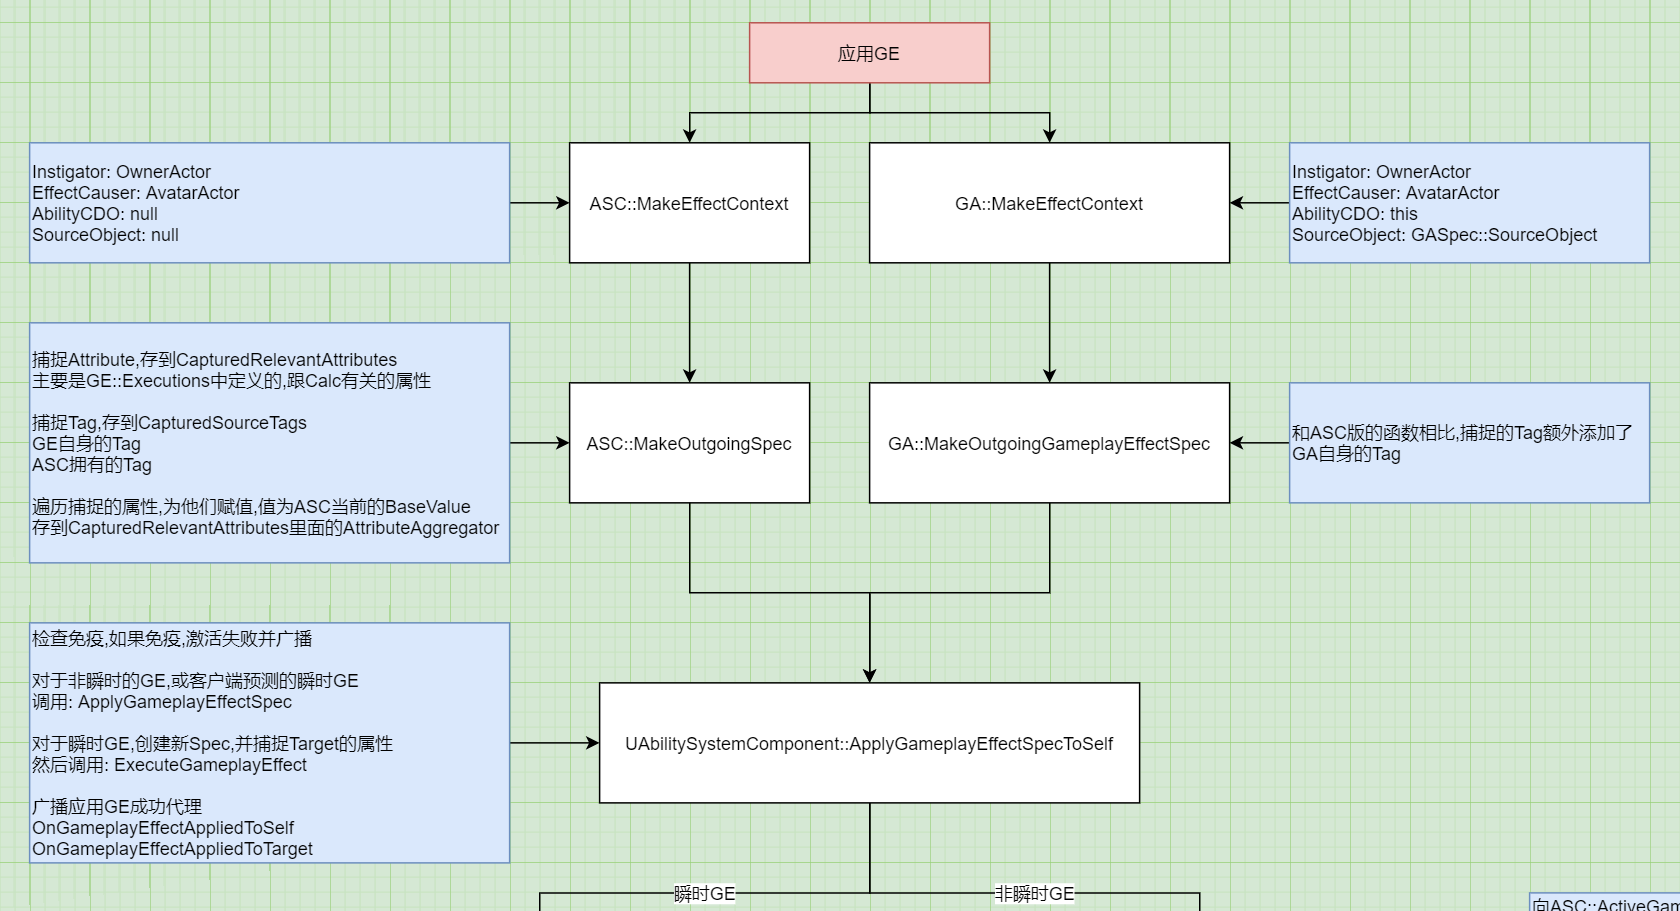 应用GE
Instigator: OwnerActor
EffectCauser: AvatarActor
AbilityCDO: null
SourceObject: null
ASC::MakeEffectContext
GA::MakeEffectContext
Instigator: OwnerActor
EffectCauser: AvatarActor
AbilityCDO: this
SourceObject: GASpec::SourceObject
捕捉Attribute,存到CapturedRelevantAttributes
主要是GE::Executions中定义的,跟Calc有关的属性
捕捉Tag,存到CapturedSourceTags
GE自身的Tag
ASC拥有的Tag
遍历捕捉的属性,为他们赋值,值为ASC当前的BaseValue
存到CapturedRelevantAttributes里面的AttributeAggregator
ASC::MakeOutgoingSpec
GA::MakeOutgoingGameplayEffectSpec
和ASC版的函数相比,捕捉的Tag额外添加了
GA自身的Tag
检查免疫,如果免疫,激活失败并广播
对于非瞬时的GE,或客户端预测的瞬时GE
调用: ApplyGameplayEffectSpec
对于瞬时GE,创建新Spec,并捕捉Target的属性
然后调用: ExecuteGameplayEffect
广播应用GE成功代理
OnGameplayEffectAppliedToSelf
OnGameplayEffectAppliedToTarget
UAbilitySystemComponent::ApplyGameplayEffectSpecToSelf
瞬时GE
非瞬时GE
向ASC::ActiveGam